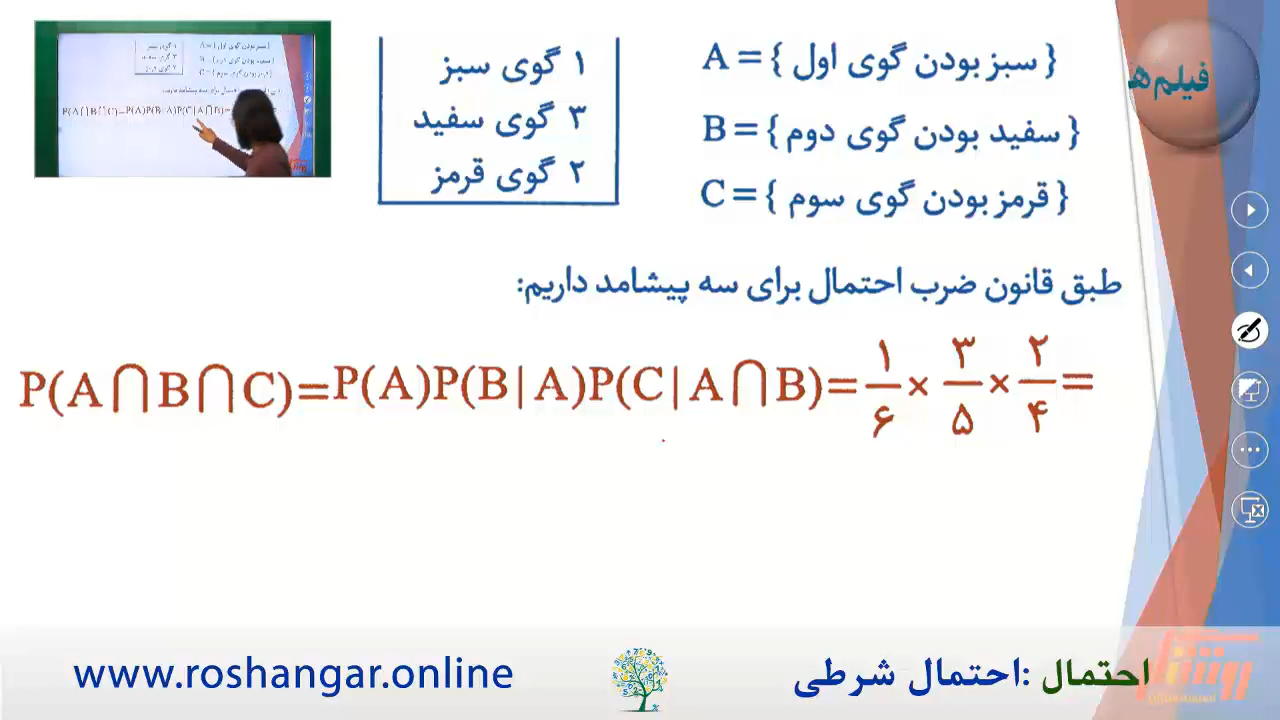 فیلم ها
A = { سبز بودن گوی اول }
B = { سفید بودن گوی دوم }
C = { قرمز بودن گوی سوم }
۱ گوی سبز
۳ گوی سفید
۲ گوی قرمز
طبق قانون ضرب احتمال برای سه پیشامد داریم:
P(A⋂B⋂C)=P(A)P(B|A)P(C|A⋂B)=۱/۶×۳/۵×۲/۴=
www.roshangar.online
احتمال: احتمال شرطی